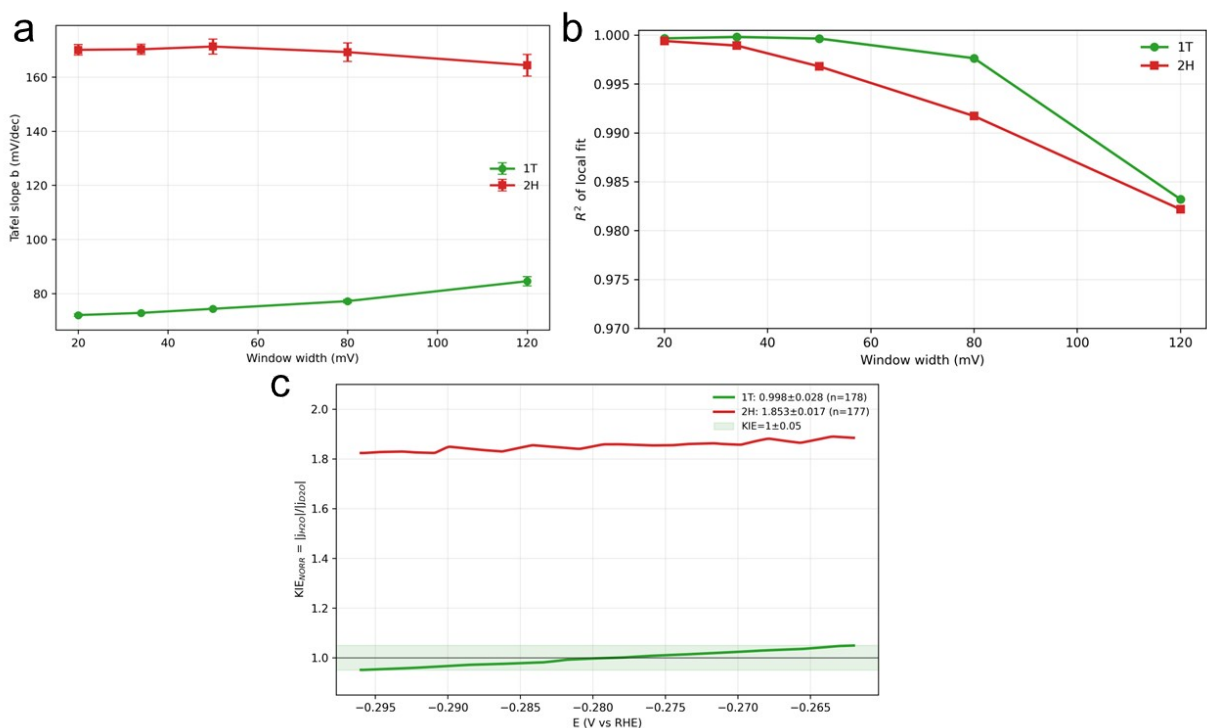 a
160
140
120
100
80
Tafel slope b (mV/dec)
1T
2H
20 40 60 80 100 120
Window width (mV)
b
1.000
0.995
0.990
0.985
0.980
0.975
0.970
R² of local fit
1T
2H
20 40 60 80 100 120
Window width (mV)
c
2.0
1.8
1.6
1.4
1.2
1.0
KIE_NORR = |j_H2O|/|j_D2O|
1T: 0.998±0.028 (n=178)
2H: 1.853±0.017 (n=177)
KIE=1±0.05
−0.295 −0.290 −0.285 −0.280 −0.275 −0.270 −0.265
E (V vs RHE)